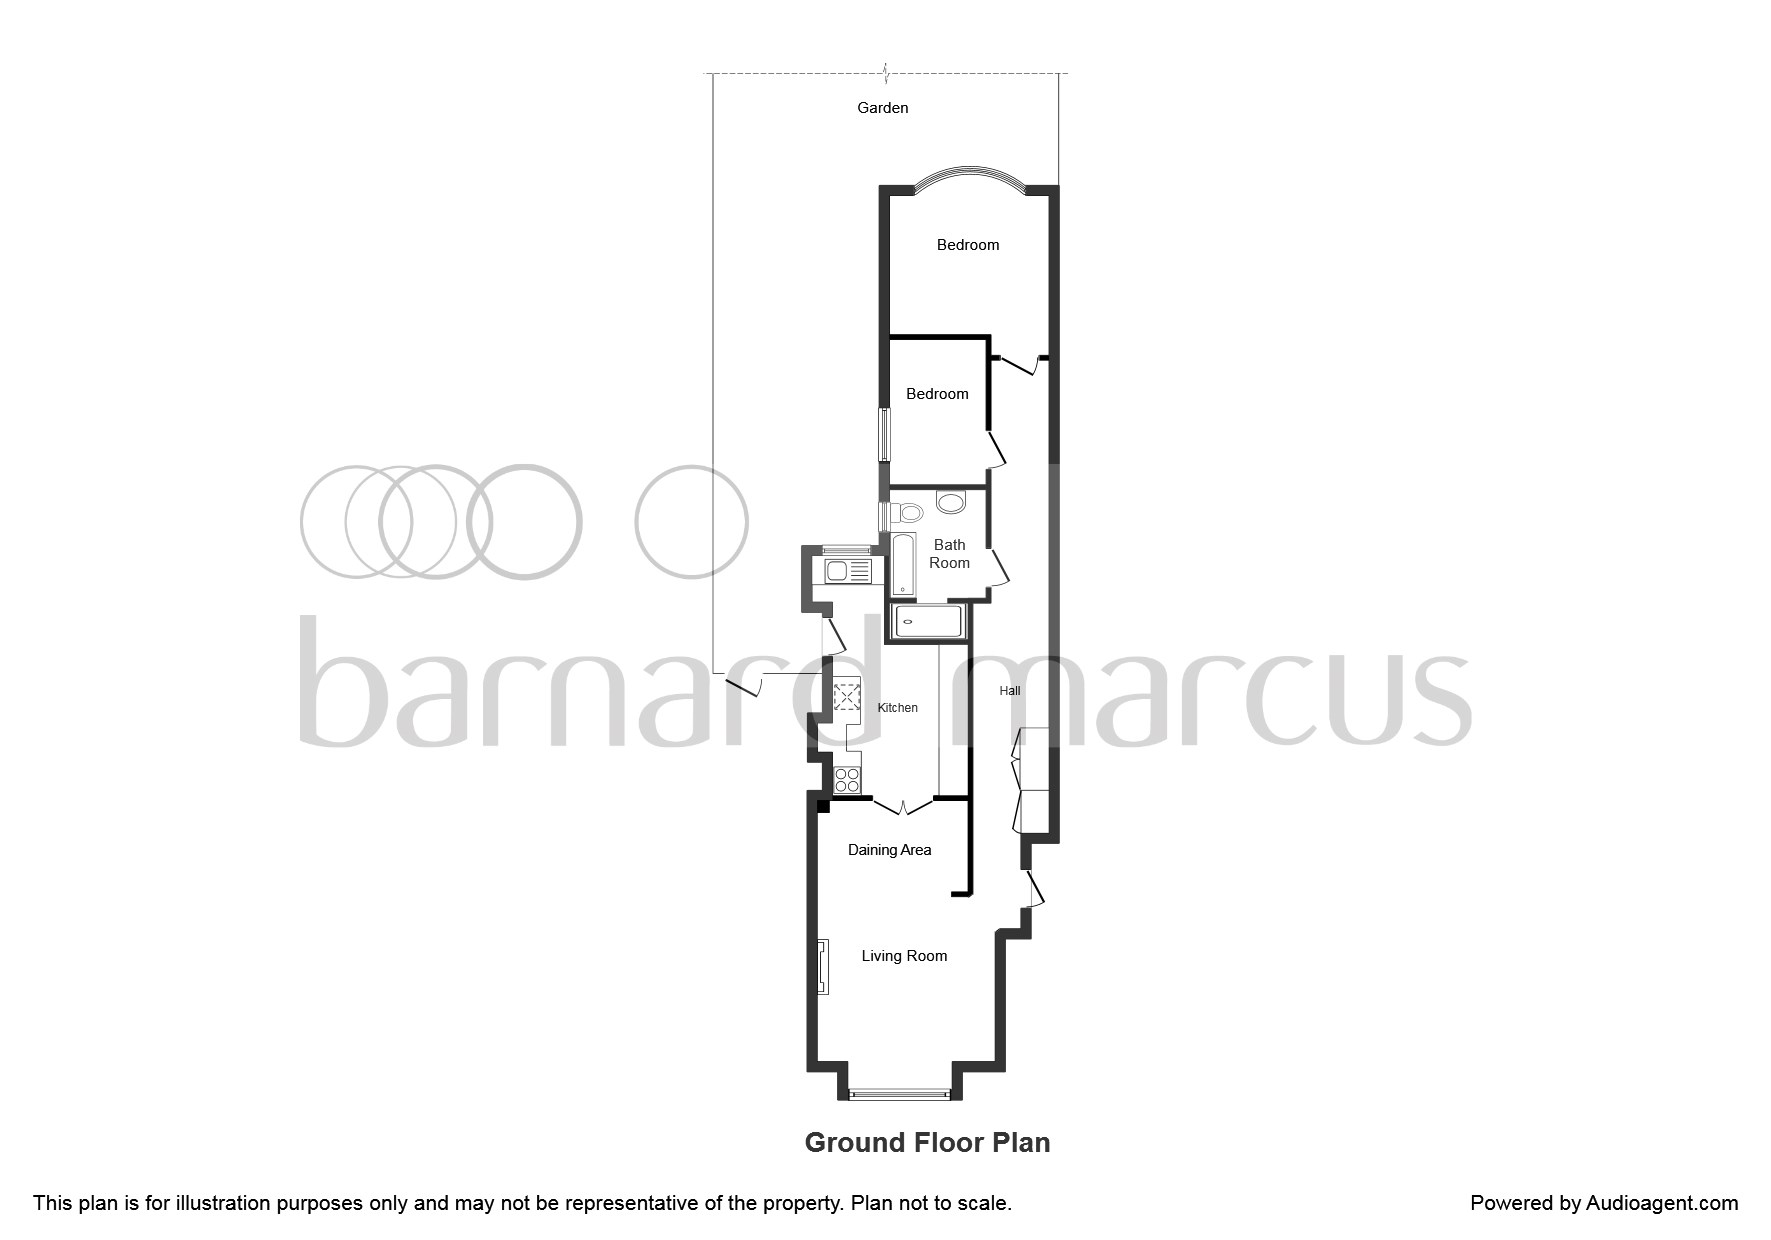 Garden
Bedroom
Bedroom
Bath
Room
barnard marcus
Hall
Kitchen
Daining Area
Living Room
Ground Floor Plan
This plan is for illustration purposes only and may not be representative of the property. Plan not to scale.
Powered by Audioagent.com